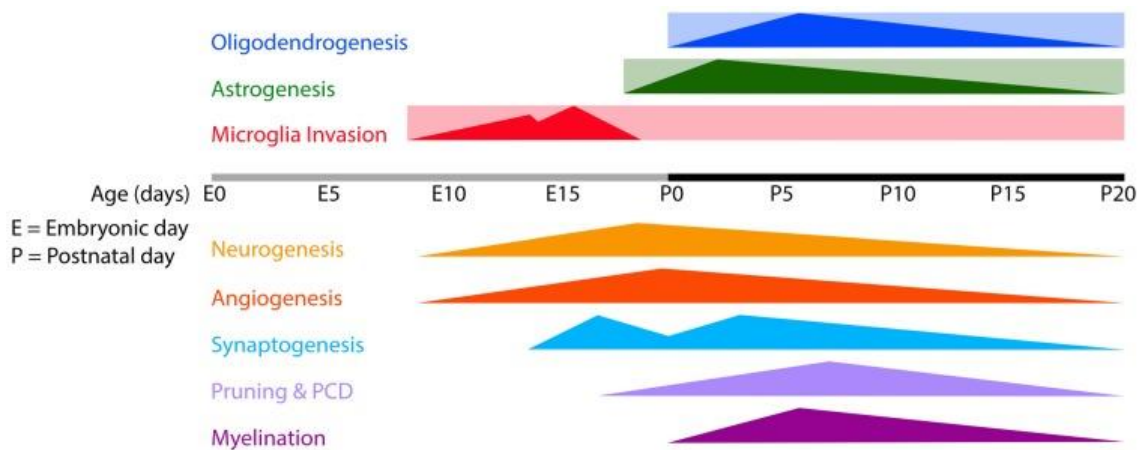 Oligodendrogenesis
Astrogenesis
Microglia Invasion
Age (days) E0 E5 E10 E15 P0 P5 P10 P15 P20
E = Embryonic day
P = Postnatal day
Neurogenesis
Angiogenesis
Synaptogenesis
Pruning & PCD
Myelination